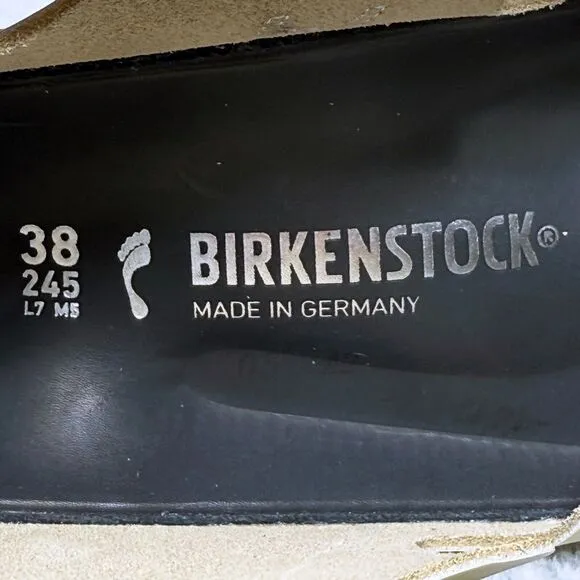 38
245
L7 M5
BIRKENSTOCK®
MADE IN GERMANY